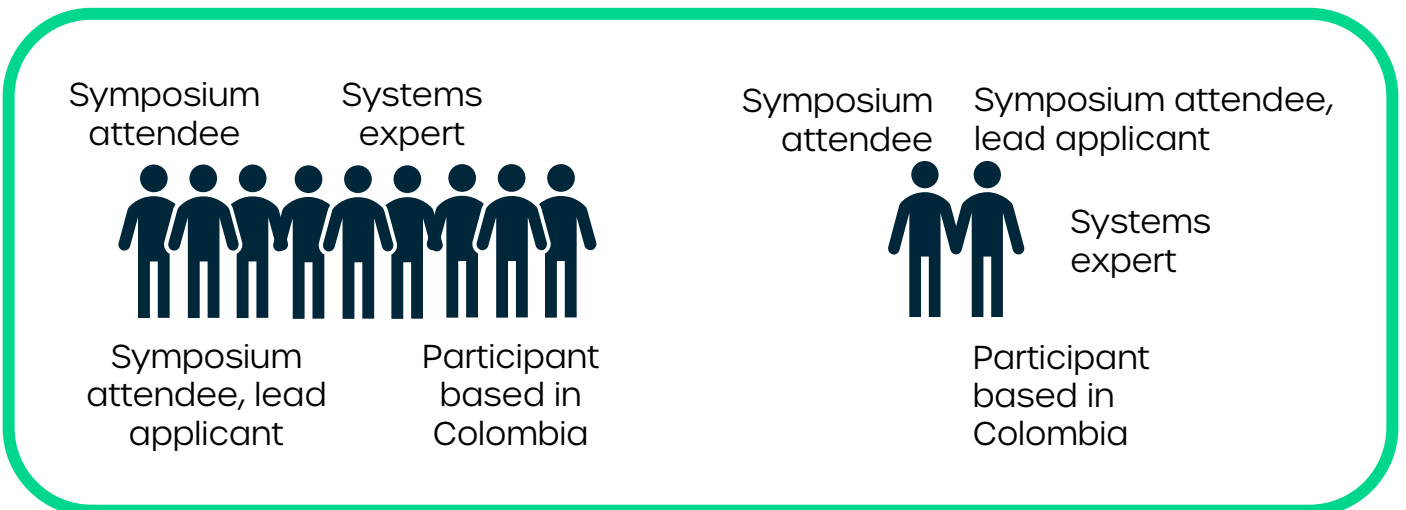 Symposium
attendee
Systems
expert
Symposium
attendee, lead
applicant
Participant
based in
Colombia
Symposium
attendee
Symposium attendee,
lead applicant
Systems
expert
Participant
based in
Colombia